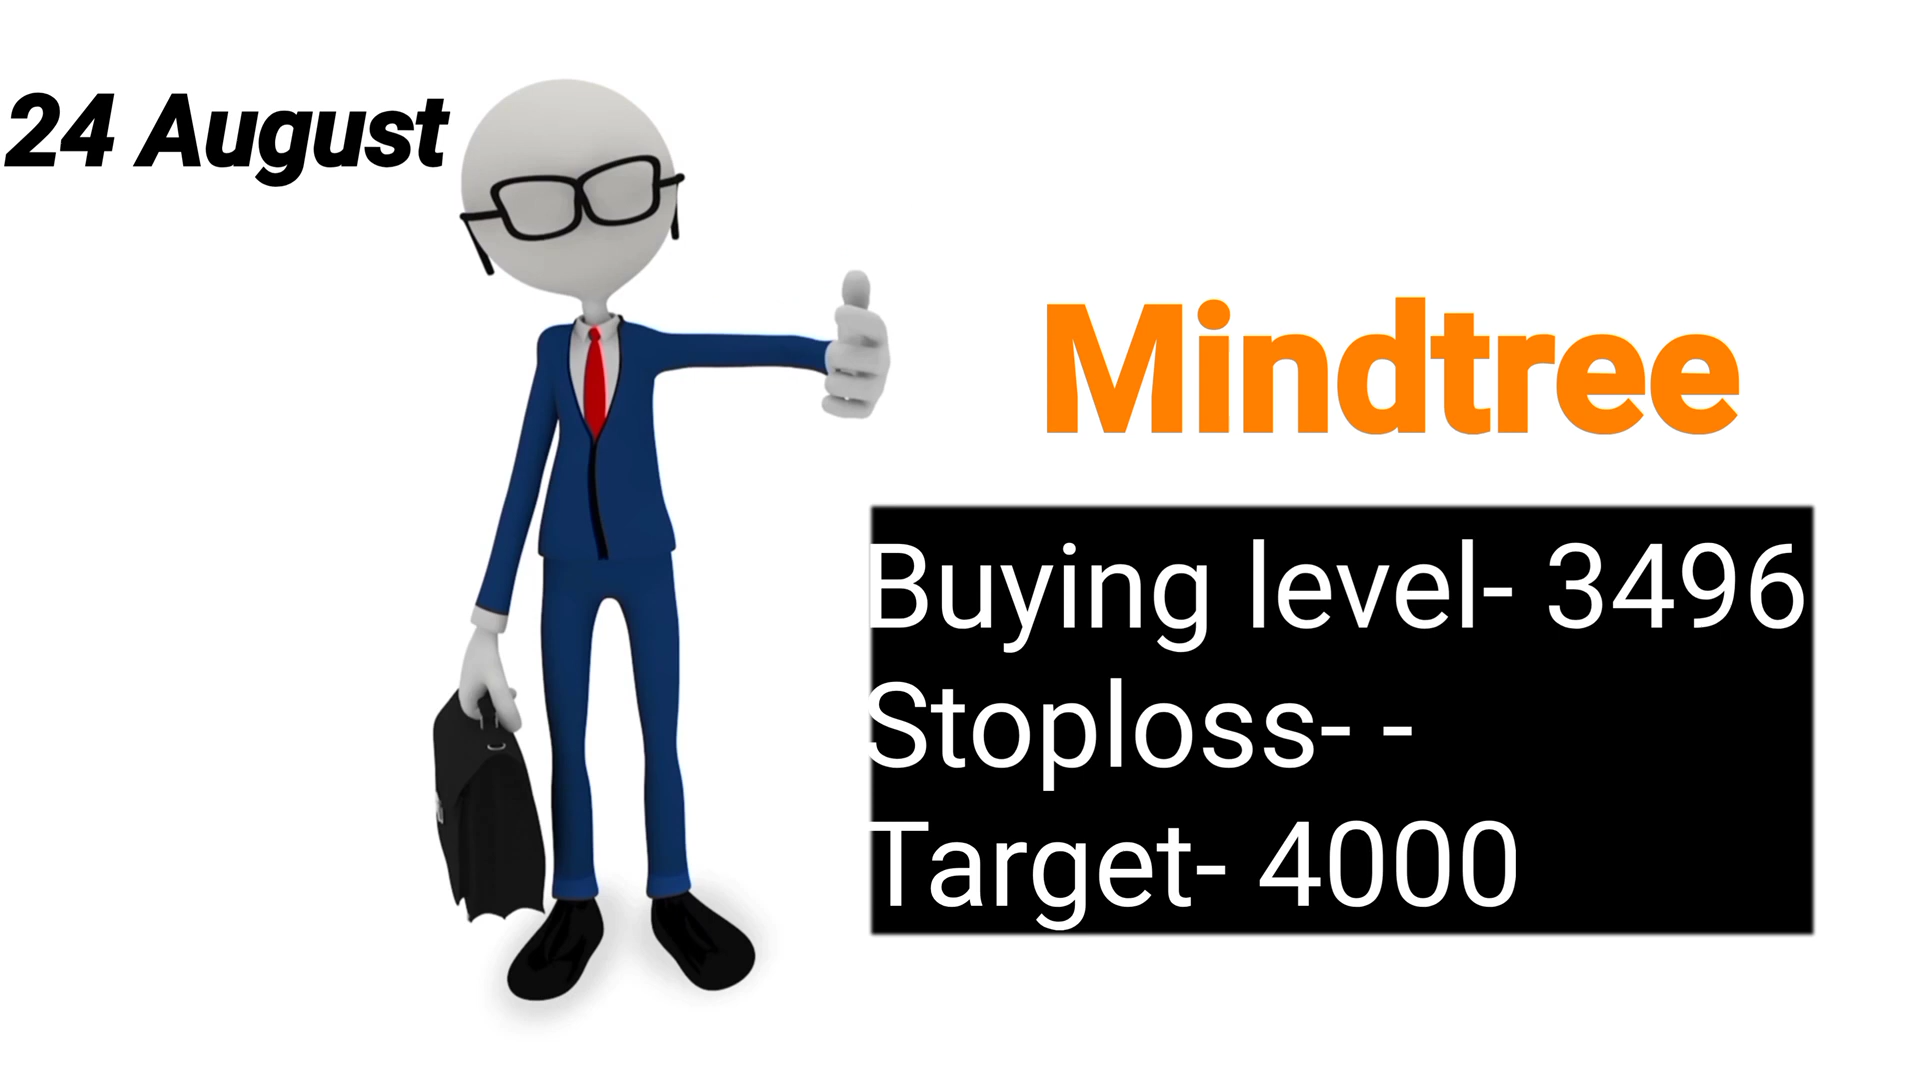 24 August
Mindtree
Buying level- 3496
Stoploss- -
Target- 4000